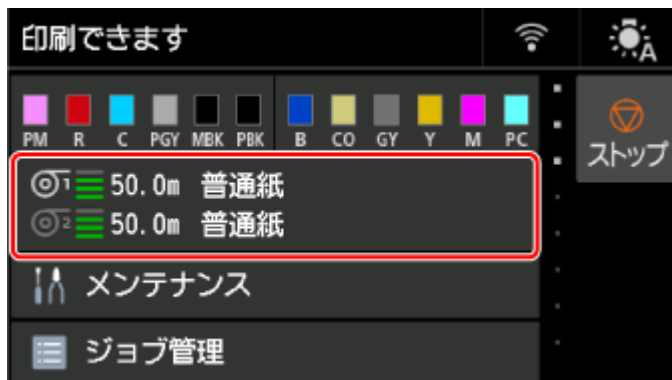 印刷できます
A
PM R C PGY MBK PBK B CO GY Y M PC
ストップ
1 50.0m 普通紙
2 50.0m 普通紙
メンテナンス
ジョブ管理